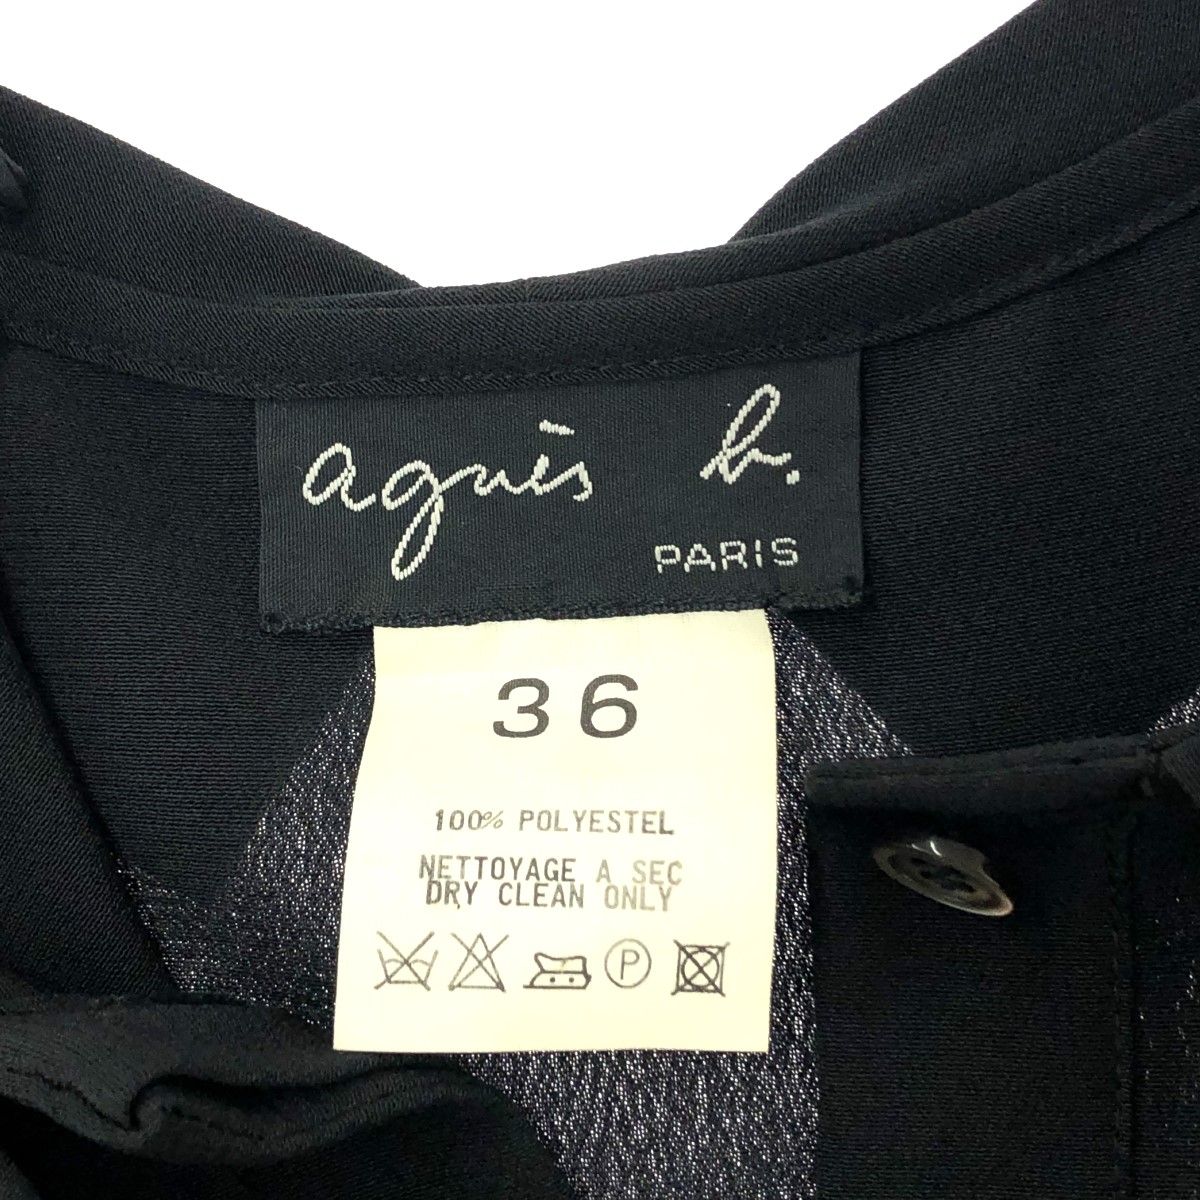 agnès b.
PARIS
36
100% POLYESTEL
NETTOYAGE A SEC
DRY CLEAN ONLY
P